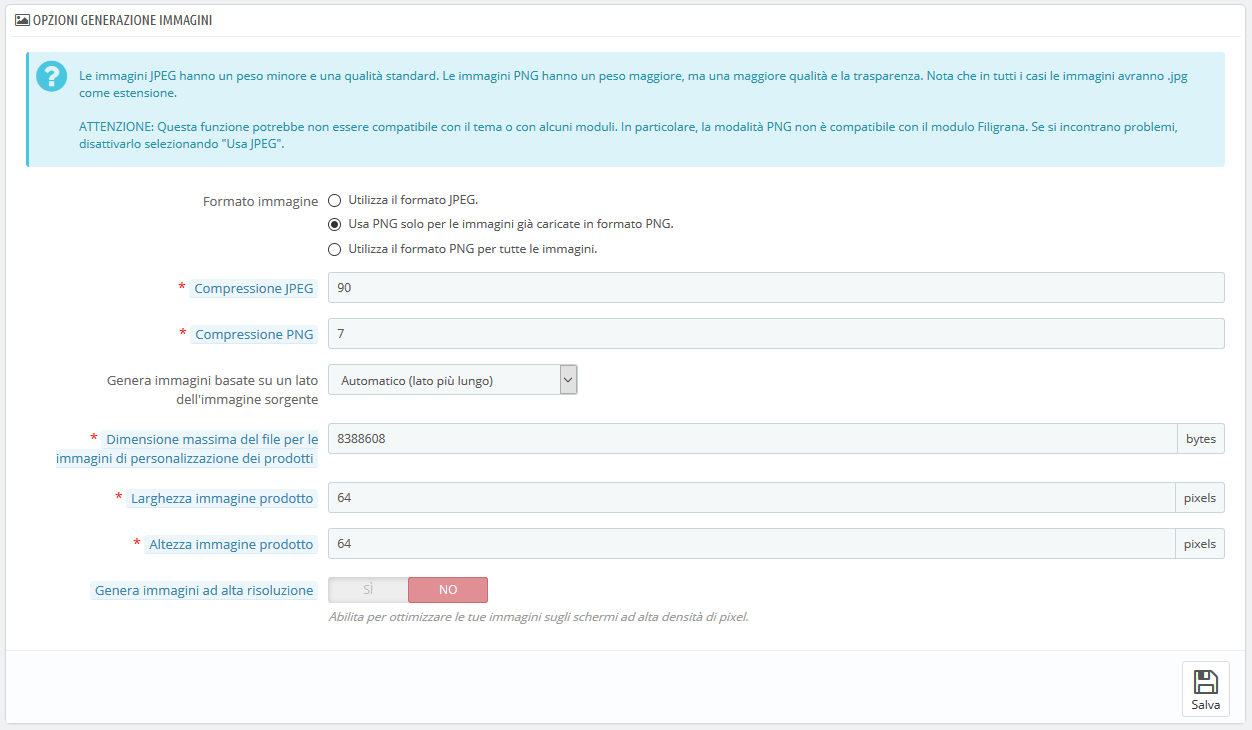 OPZIONI GENERAZIONE IMMAGINI
Le immagini JPEG hanno un peso minore e una qualità standard. Le immagini PNG hanno un peso maggiore, ma una maggiore qualità e la trasparenza. Nota che in tutti i casi le immagini avranno .jpg
come estensione.
ATTENZIONE: Questa funzione potrebbe non essere compatibile con il tema o con alcuni moduli. In particolare, la modalità PNG non è compatibile con il modulo Filigrana. Se si incontrano problemi,
disattivarlo selezionando "Usa JPEG".
Formato immagine
Utilizza il formato JPEG.
Usa PNG solo per le immagini già caricate in formato PNG.
Utilizza il formato PNG per tutte le immagini.
* Compressione JPEG
90
* Compressione PNG
7
Genera immagini basate su un lato
dell'immagine sorgente
Automatico (lato più lungo)
* Dimensione massima del file per le
immagini di personalizzazione dei prodotti
8388608
bytes
* Larghezza immagine prodotto
64
pixels
* Altezza immagine prodotto
64
pixels
Genera immagini ad alta risoluzione
SÌ
NO
Abilita per ottimizzare le tue immagini sugli schermi ad alta densità di pixel.
Salva